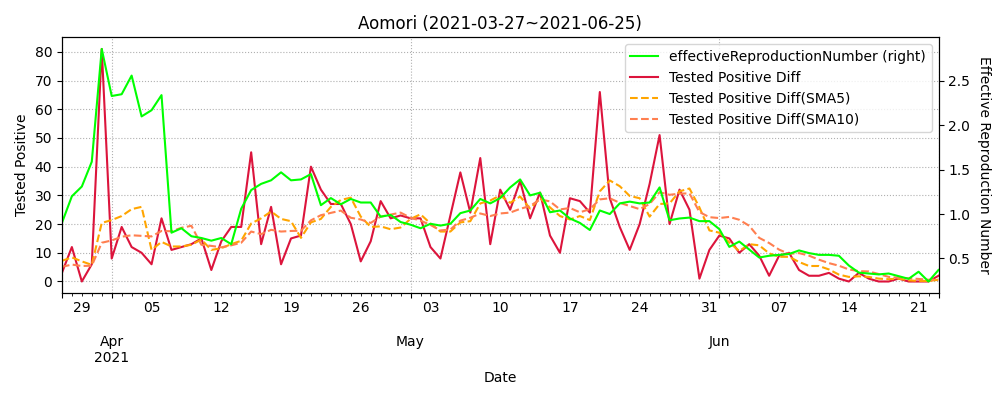 Aomori (2021-03-27~2021-06-25)
effectiveReproductionNumber (right)
Tested Positive Diff
Tested Positive Diff(SMA5)
Tested Positive Diff(SMA10)
Tested Positive
80
70
60
50
40
30
20
10
0
2.5
2.0
1.5
1.0
0.5
Effective Reproduction Number
29 05 12 19 26 03 10 17 24 31 07 14 21
Apr May Jun
2021
Date